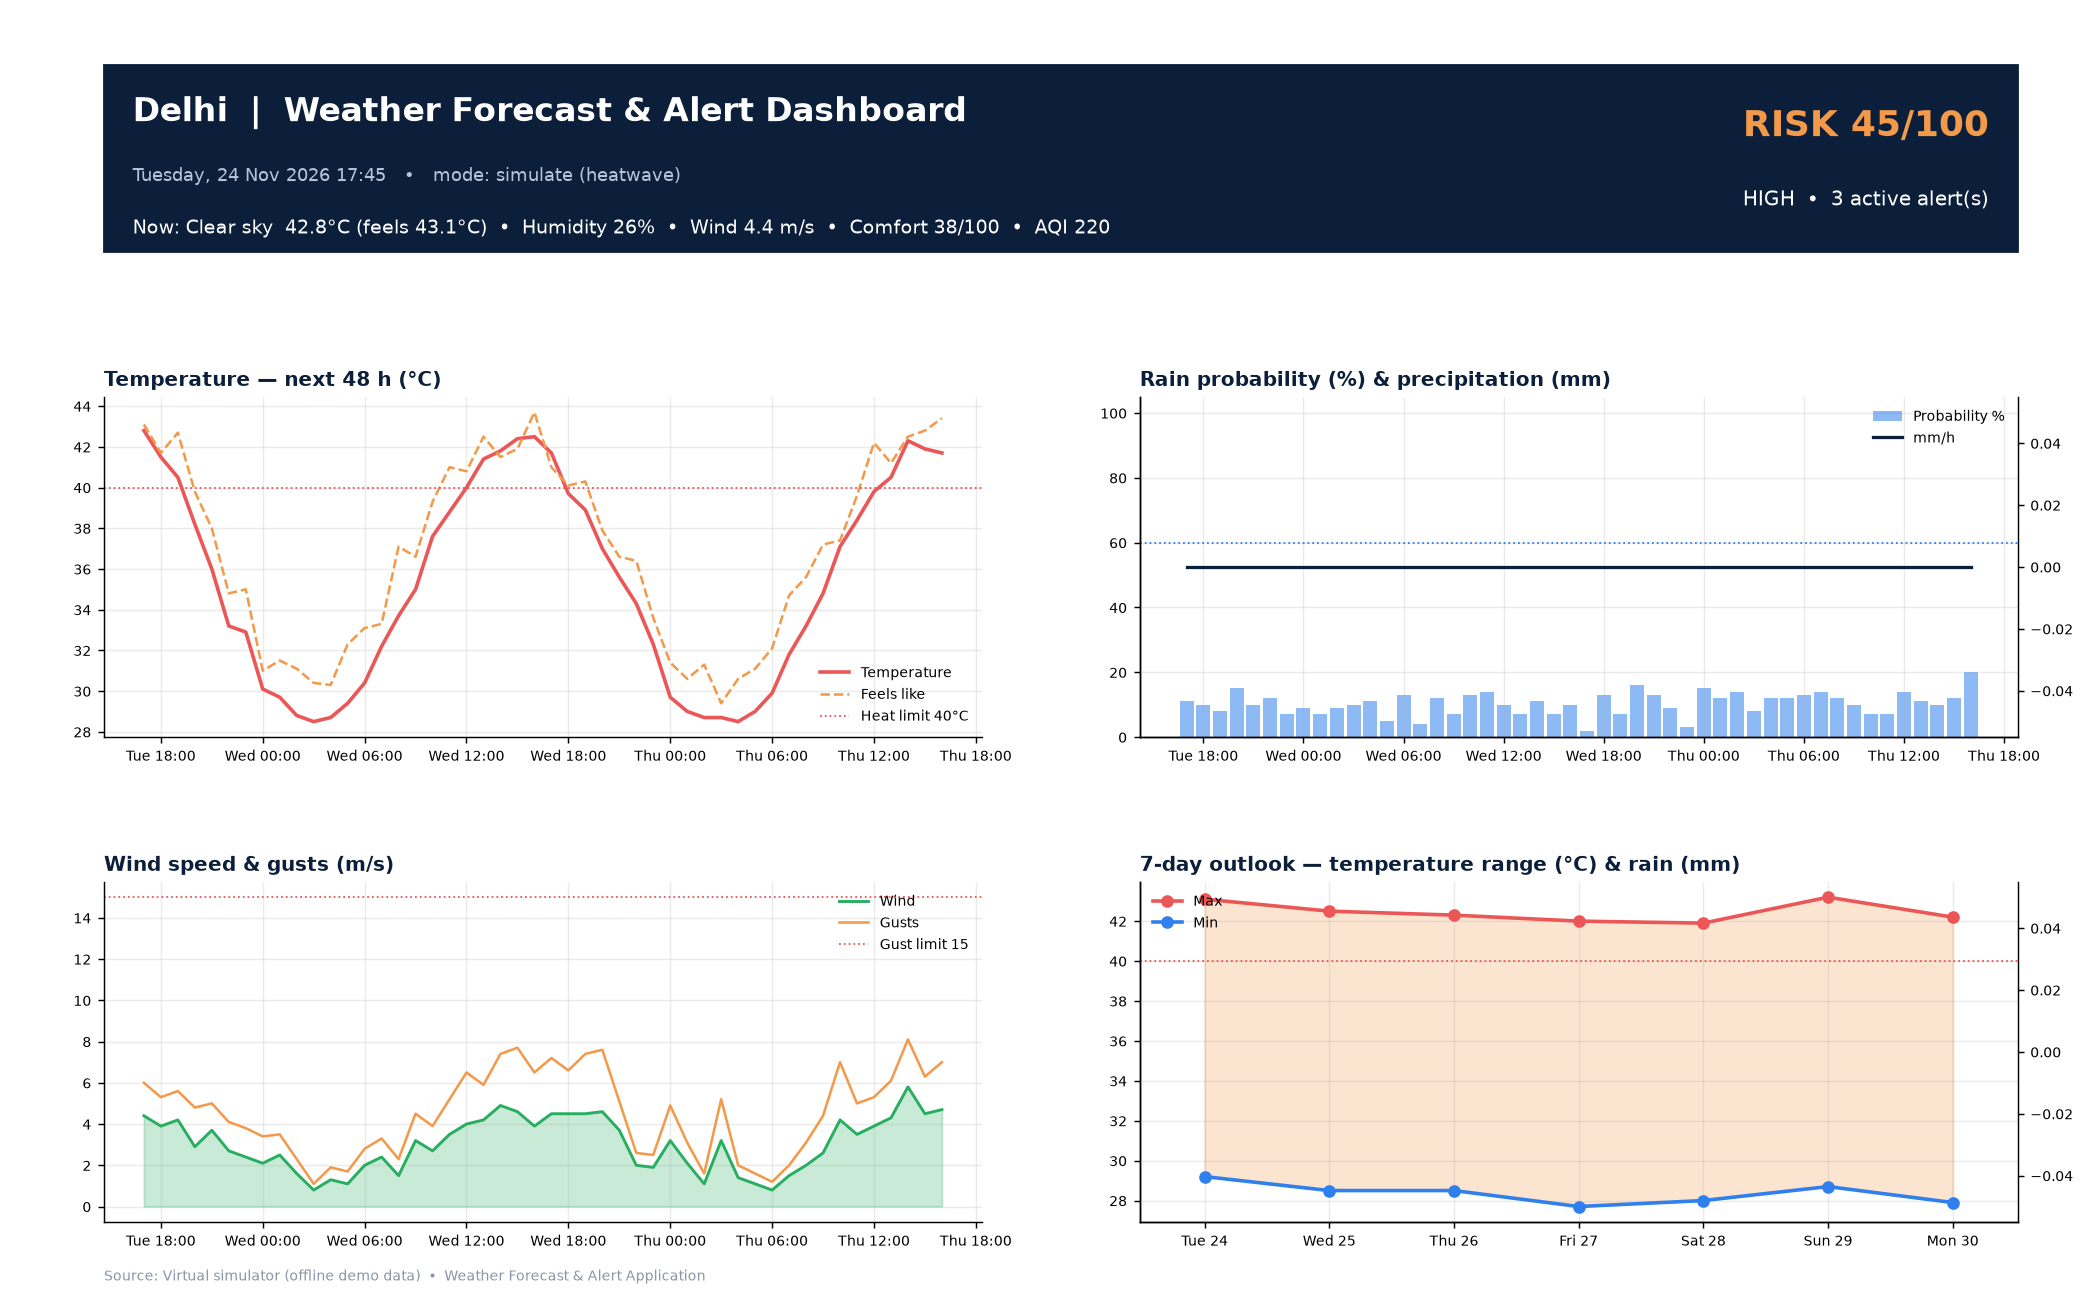 Delhi | Weather Forecast & Alert Dashboard
RISK 45/100
Tuesday, 24 Nov 2026 17:45 • mode: simulate (heatwave)
HIGH • 3 active alert(s)
Now: Clear sky 42.8°C (feels 43.1°C) • Humidity 26% • Wind 4.4 m/s • Comfort 38/100 • AQI 220
Temperature — next 48 h (°C)
44
42
40
38
36
34
32
30
28
Temperature
Feels like
Heat limit 40°C
Tue 18:00 Wed 00:00 Wed 06:00 Wed 12:00 Wed 18:00 Thu 00:00 Thu 06:00 Thu 12:00 Thu 18:00
Rain probability (%) & precipitation (mm)
100
80
60
40
20
0
Probability %
mm/h
0.04
0.02
0.00
−0.02
−0.04
Tue 18:00 Wed 00:00 Wed 06:00 Wed 12:00 Wed 18:00 Thu 00:00 Thu 06:00 Thu 12:00 Thu 18:00
Wind speed & gusts (m/s)
14
12
10
8
6
4
2
0
Wind
Gusts
Gust limit 15
Tue 18:00 Wed 00:00 Wed 06:00 Wed 12:00 Wed 18:00 Thu 00:00 Thu 06:00 Thu 12:00 Thu 18:00
7-day outlook — temperature range (°C) & rain (mm)
Max
Min
42
40
38
36
34
32
30
28
0.04
0.02
0.00
−0.02
−0.04
Tue 24 Wed 25 Thu 26 Fri 27 Sat 28 Sun 29 Mon 30
Source: Virtual simulator (offline demo data) • Weather Forecast & Alert Application